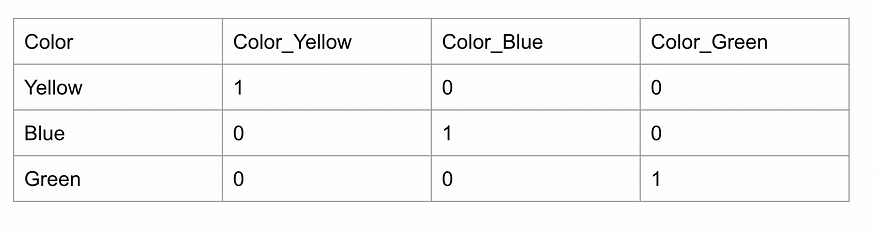 Color Color_Yellow Color_Blue Color_Green
Yellow 1 0 0
Blue 0 1 0
Green 0 0 1